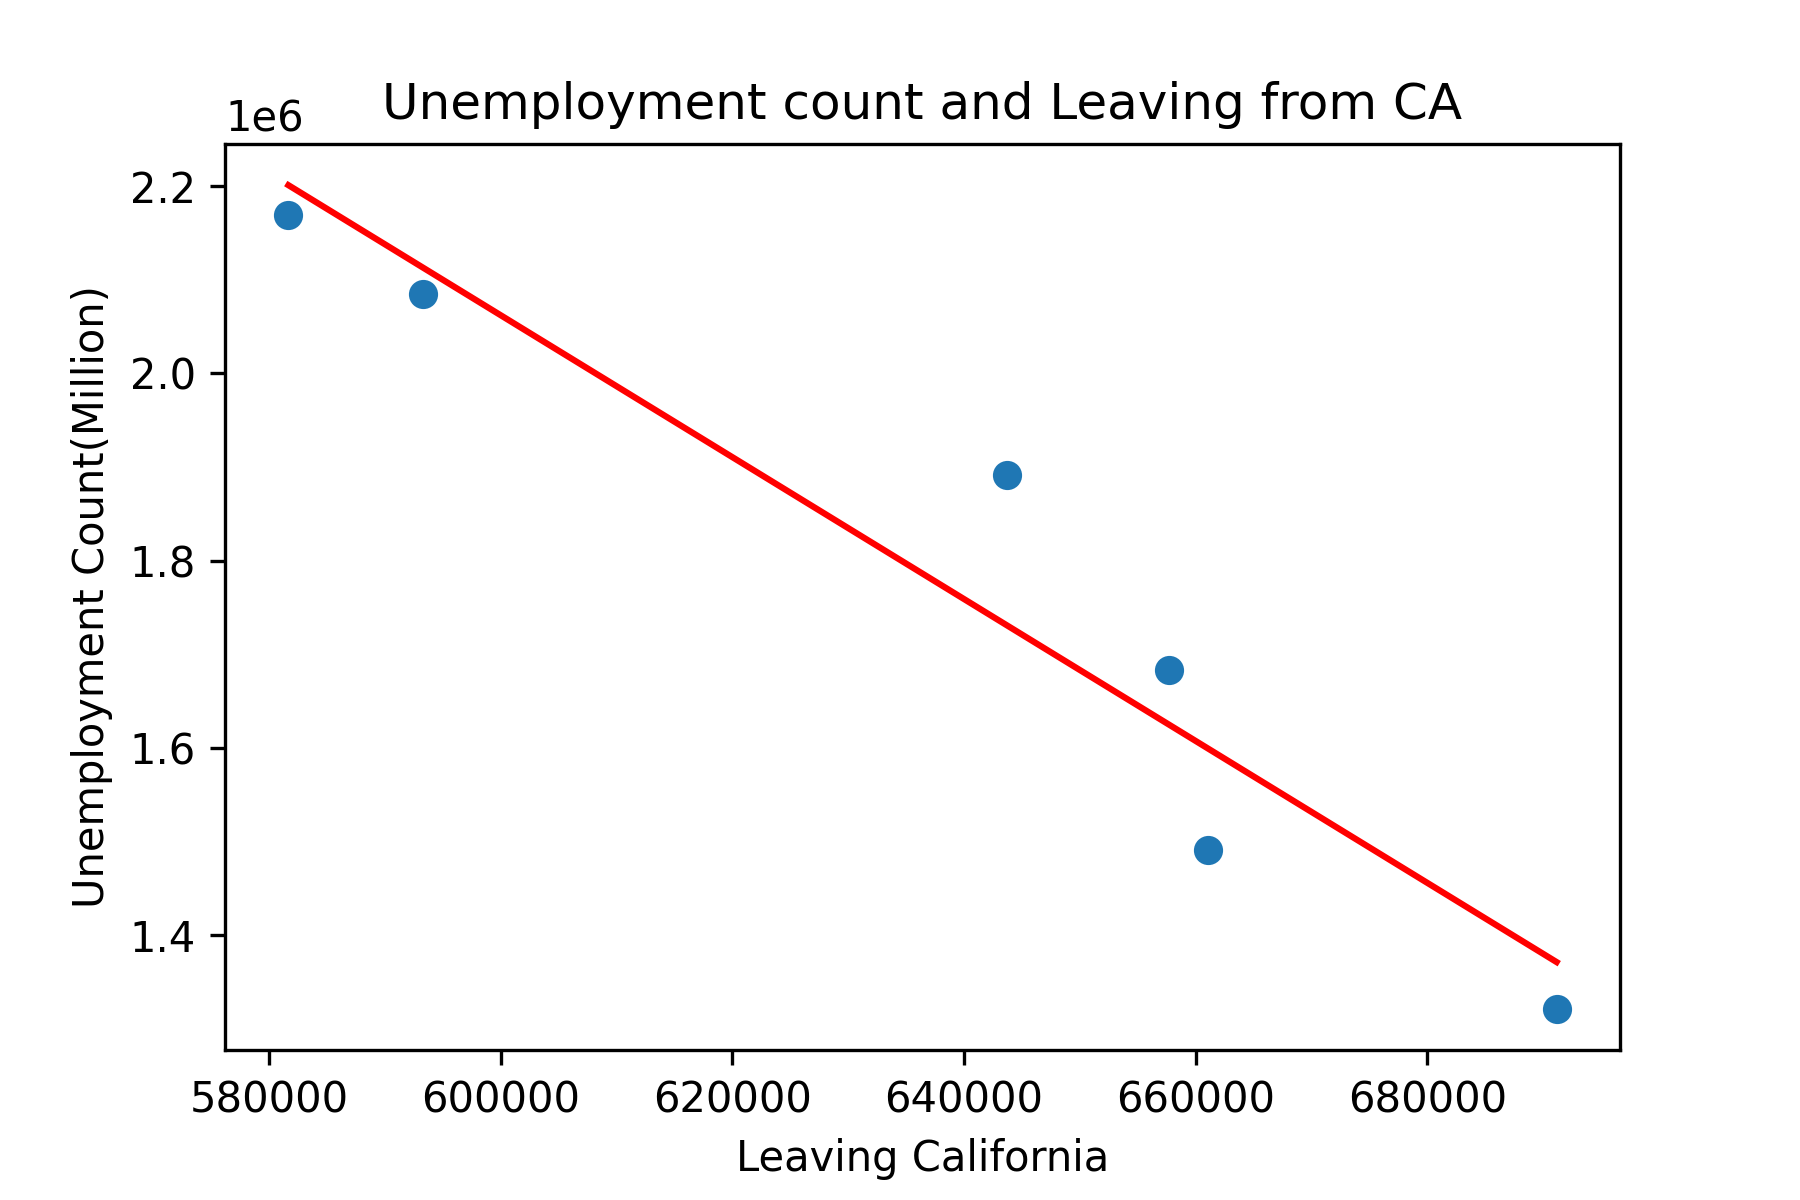 Unemployment count and Leaving from CA
1e6
2.2
2.0
1.8
1.6
1.4
Unemployment Count(Million)
580000 600000 620000 640000 660000 680000
Leaving California